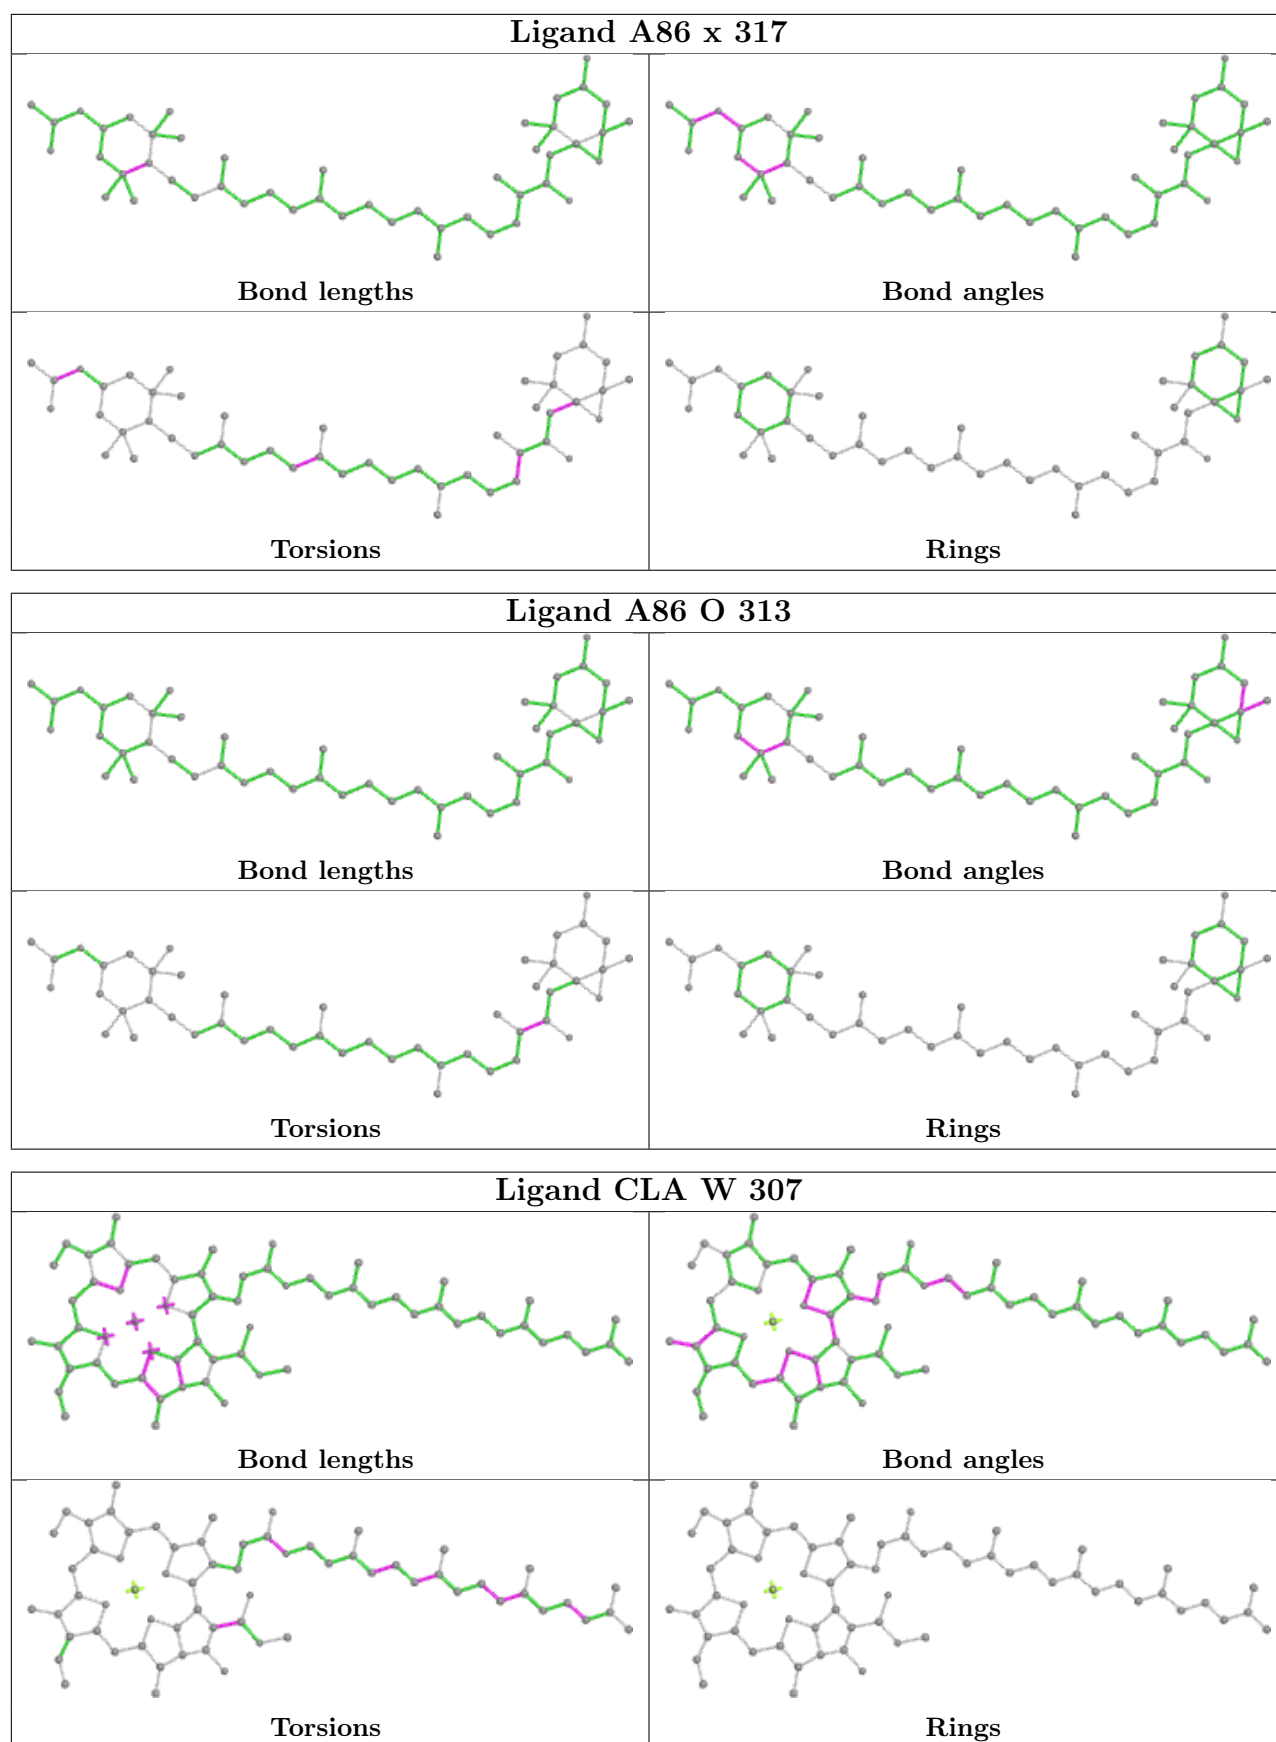 Ligand A86 x 317
Bond lengths
Bond angles
Torsions
Rings
Ligand A86 O 313
Bond lengths
Bond angles
Torsions
Rings
Ligand CLA W 307
Bond lengths
Bond angles
Torsions
Rings